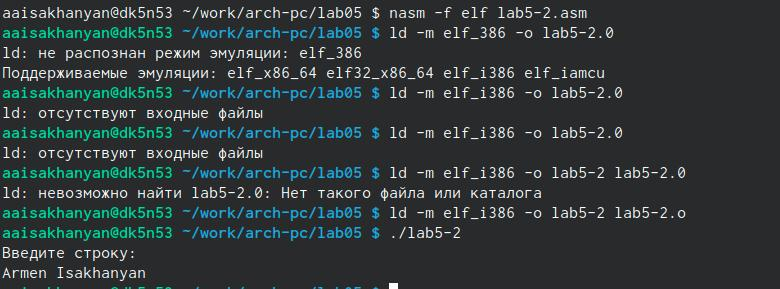 aaisakhanyan@dk5n53 ~/work/arch-pc/lab05 $ nasm -f elf lab5-2.asm
aaisakhanyan@dk5n53 ~/work/arch-pc/lab05 $ ld -m elf_386 -o lab5-2.0
ld: не распознан режим эмуляции: elf_386
Поддерживаемые эмуляции: elf_x86_64 elf32_x86_64 elf_i386 elf_iamcu
aaisakhanyan@dk5n53 ~/work/arch-pc/lab05 $ ld -m elf_i386 -o lab5-2.0
ld: отсутствуют входные файлы
aaisakhanyan@dk5n53 ~/work/arch-pc/lab05 $ ld -m elf_i386 -o lab5-2.0
ld: отсутствуют входные файлы
aaisakhanyan@dk5n53 ~/work/arch-pc/lab05 $ ld -m elf_i386 -o lab5-2 lab5-2.0
ld: невозможно найти lab5-2.0: Нет такого файла или каталога
aaisakhanyan@dk5n53 ~/work/arch-pc/lab05 $ ld -m elf_i386 -o lab5-2 lab5-2.o
aaisakhanyan@dk5n53 ~/work/arch-pc/lab05 $ ./lab5-2
Введите строку:
Armen Isakhanyan